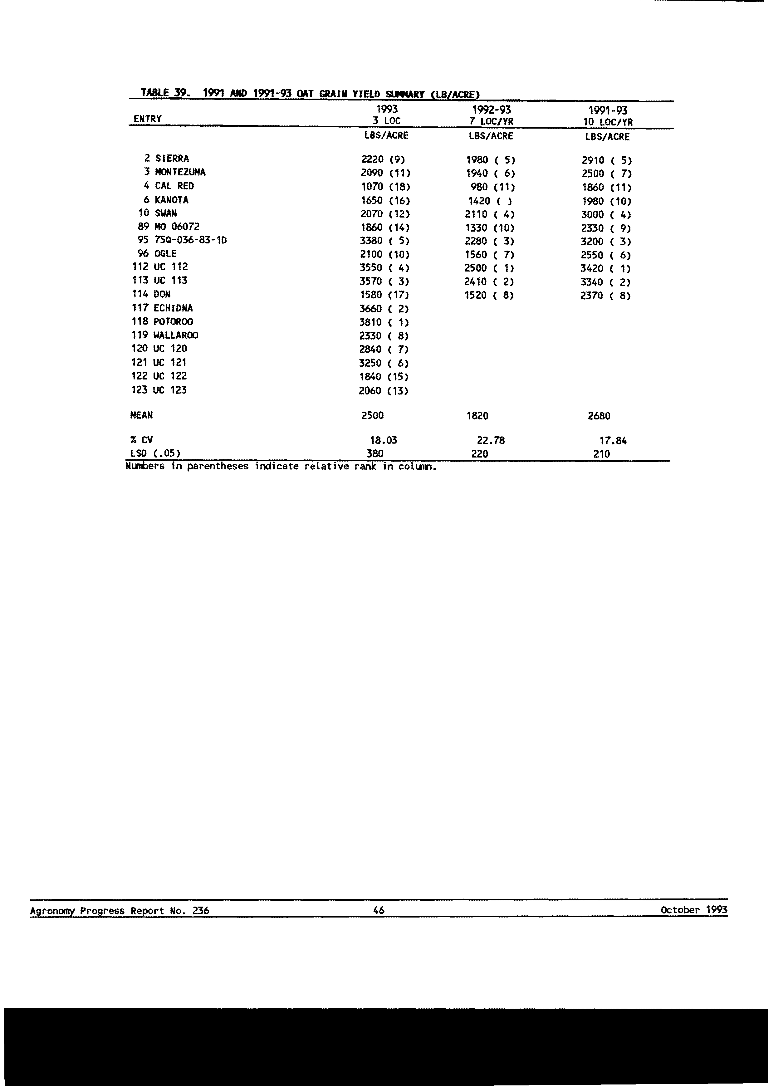 TABLE 39. 1991 AND 1991-93 OAT GRAIN YIELD SUMMARY (LB/ACRE)
1993 1992-93 1991-93
ENTRY 3 LOC 7 LOC/YR 10 LOC/YR
LBS/ACRE LBS/ACRE LBS/ACRE
2 SIERRA 2220 (9) 1980 ( 5) 2910 ( 5)
3 MONTEZUMA 2090 (11) 1940 ( 6) 2500 ( 7)
4 CAL RED 1070 (18) 980 (11) 1860 (11)
6 KANOTA 1650 (16) 1420 ( ) 1980 (10)
10 SWAN 2070 (12) 2110 ( 4) 3000 ( 4)
89 MO 06072 1860 (14) 1330 (10) 2330 ( 9)
95 75Q-036-83-1D 3380 ( 5) 2280 ( 3) 3200 ( 3)
96 OGLE 2100 (10) 1560 ( 7) 2550 ( 6)
112 UC 112 3550 ( 4) 2500 ( 1) 3420 ( 1)
113 UC 113 3570 ( 3) 2410 ( 2) 3340 ( 2)
114 DON 1580 (17) 1520 ( 8) 2370 ( 8)
117 ECHIDNA 3660 ( 2)
118 POTOROO 3810 ( 1)
119 WALLAROO 2330 ( 8)
120 UC 120 2840 ( 7)
121 UC 121 3250 ( 6)
122 UC 122 1840 (15)
123 UC 123 2060 (13)
MEAN 2500 1820 2680
% CV 18.03 22.78 17.84
LSD (.05) 380 220 210
Numbers in parentheses indicate relative rank in column.
Agronomy Progress Report No. 236 46 October 1993